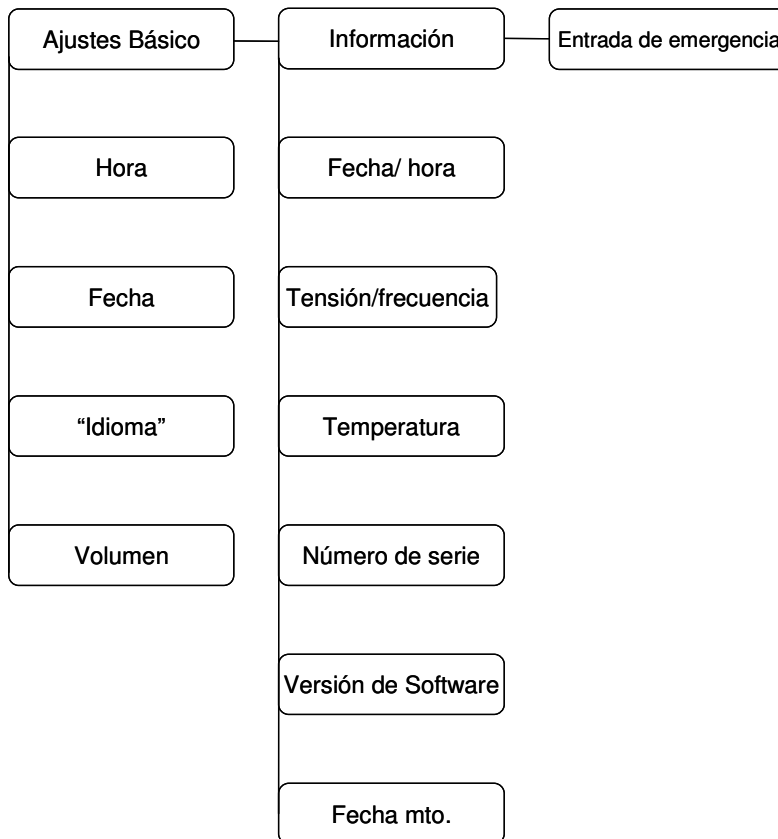 Ajustes Básico
Información
Entrada de emergencia
Hora
Fecha/ hora
Fecha
Tensión/frecuencia
“Idioma”
Temperatura
Volumen
Número de serie
Versión de Software
Fecha mto.